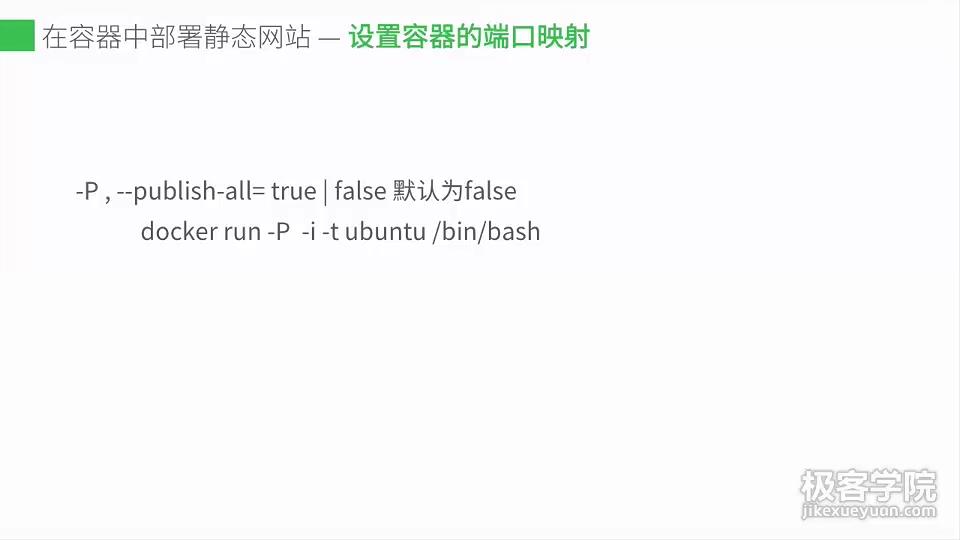 在容器中部署静态网站 — 设置容器的端口映射
-P , --publish-all= true | false 默认为false
docker run -P  -i -t ubuntu /bin/bash
极客学院
jikexueyuan.com